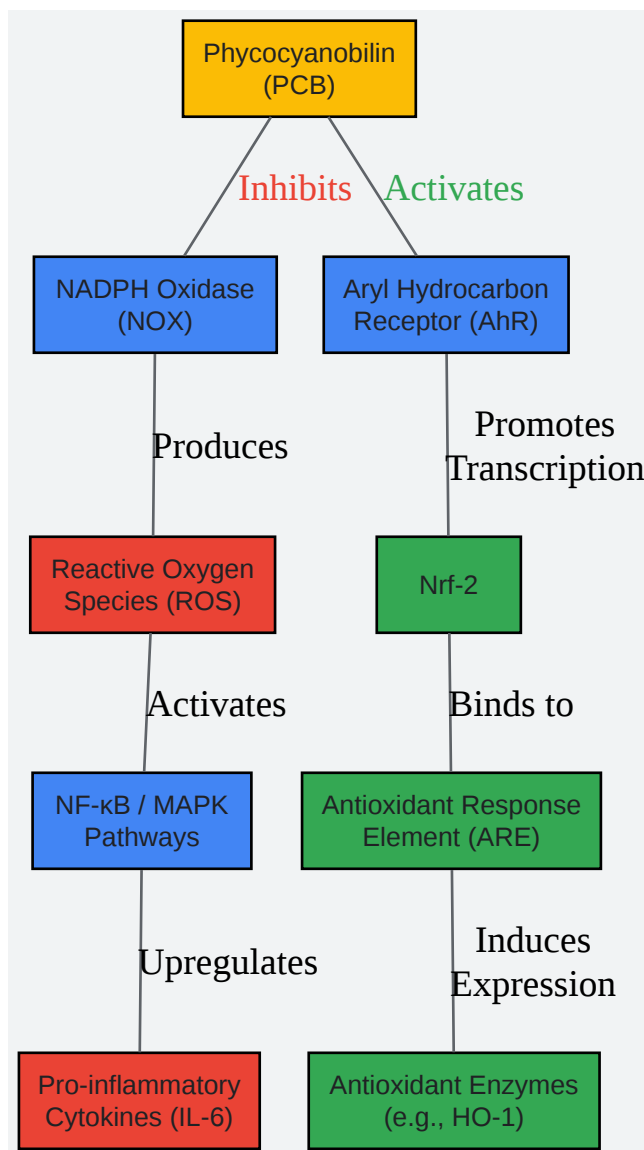 Phycocyanobilin
(PCB)
Inhibits
Activates
NADPH Oxidase
(NOX)
Aryl Hydrocarbon
Receptor (AhR)
Produces
Promotes
Transcription
Reactive Oxygen
Species (ROS)
Nrf-2
Activates
Binds to
NF-κB / MAPK
Pathways
Antioxidant Response
Element (ARE)
Upregulates
Induces
Expression
Pro-inflammatory
Cytokines (IL-6)
Antioxidant Enzymes
(e.g., HO-1)